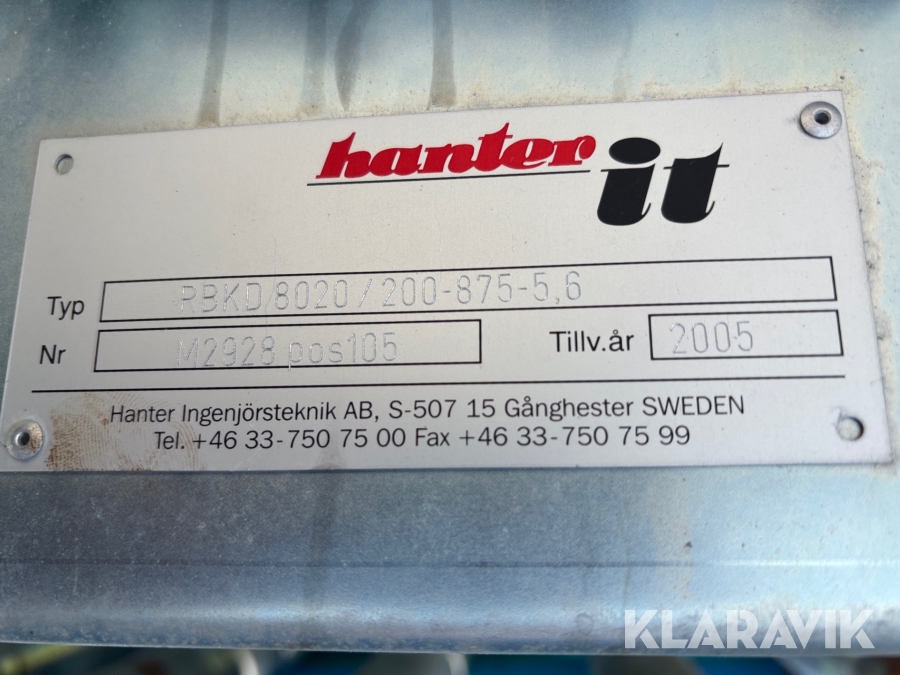 hanter it
Typ RBKD 8020/200-875-5,6
Nr M2928 pos105 Tillv.år 2005
Hanter Ingenjörsteknik AB, S-507 15 Gånghester SWEDEN
Tel. +46 33-750 75 00 Fax +46 33-750 75 99
KLARAVIK